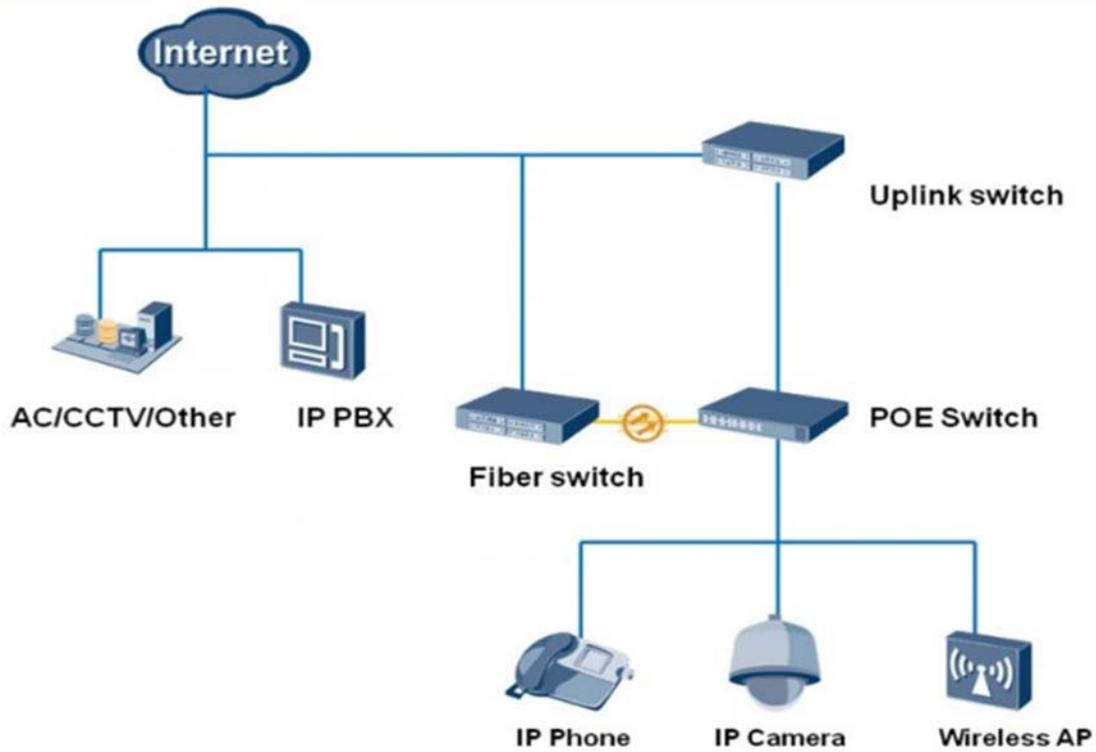 Internet
Uplink switch
AC/CCTV/Other
IP PBX
POE Switch
Fiber switch
IP Phone
IP Camera
Wireless AP